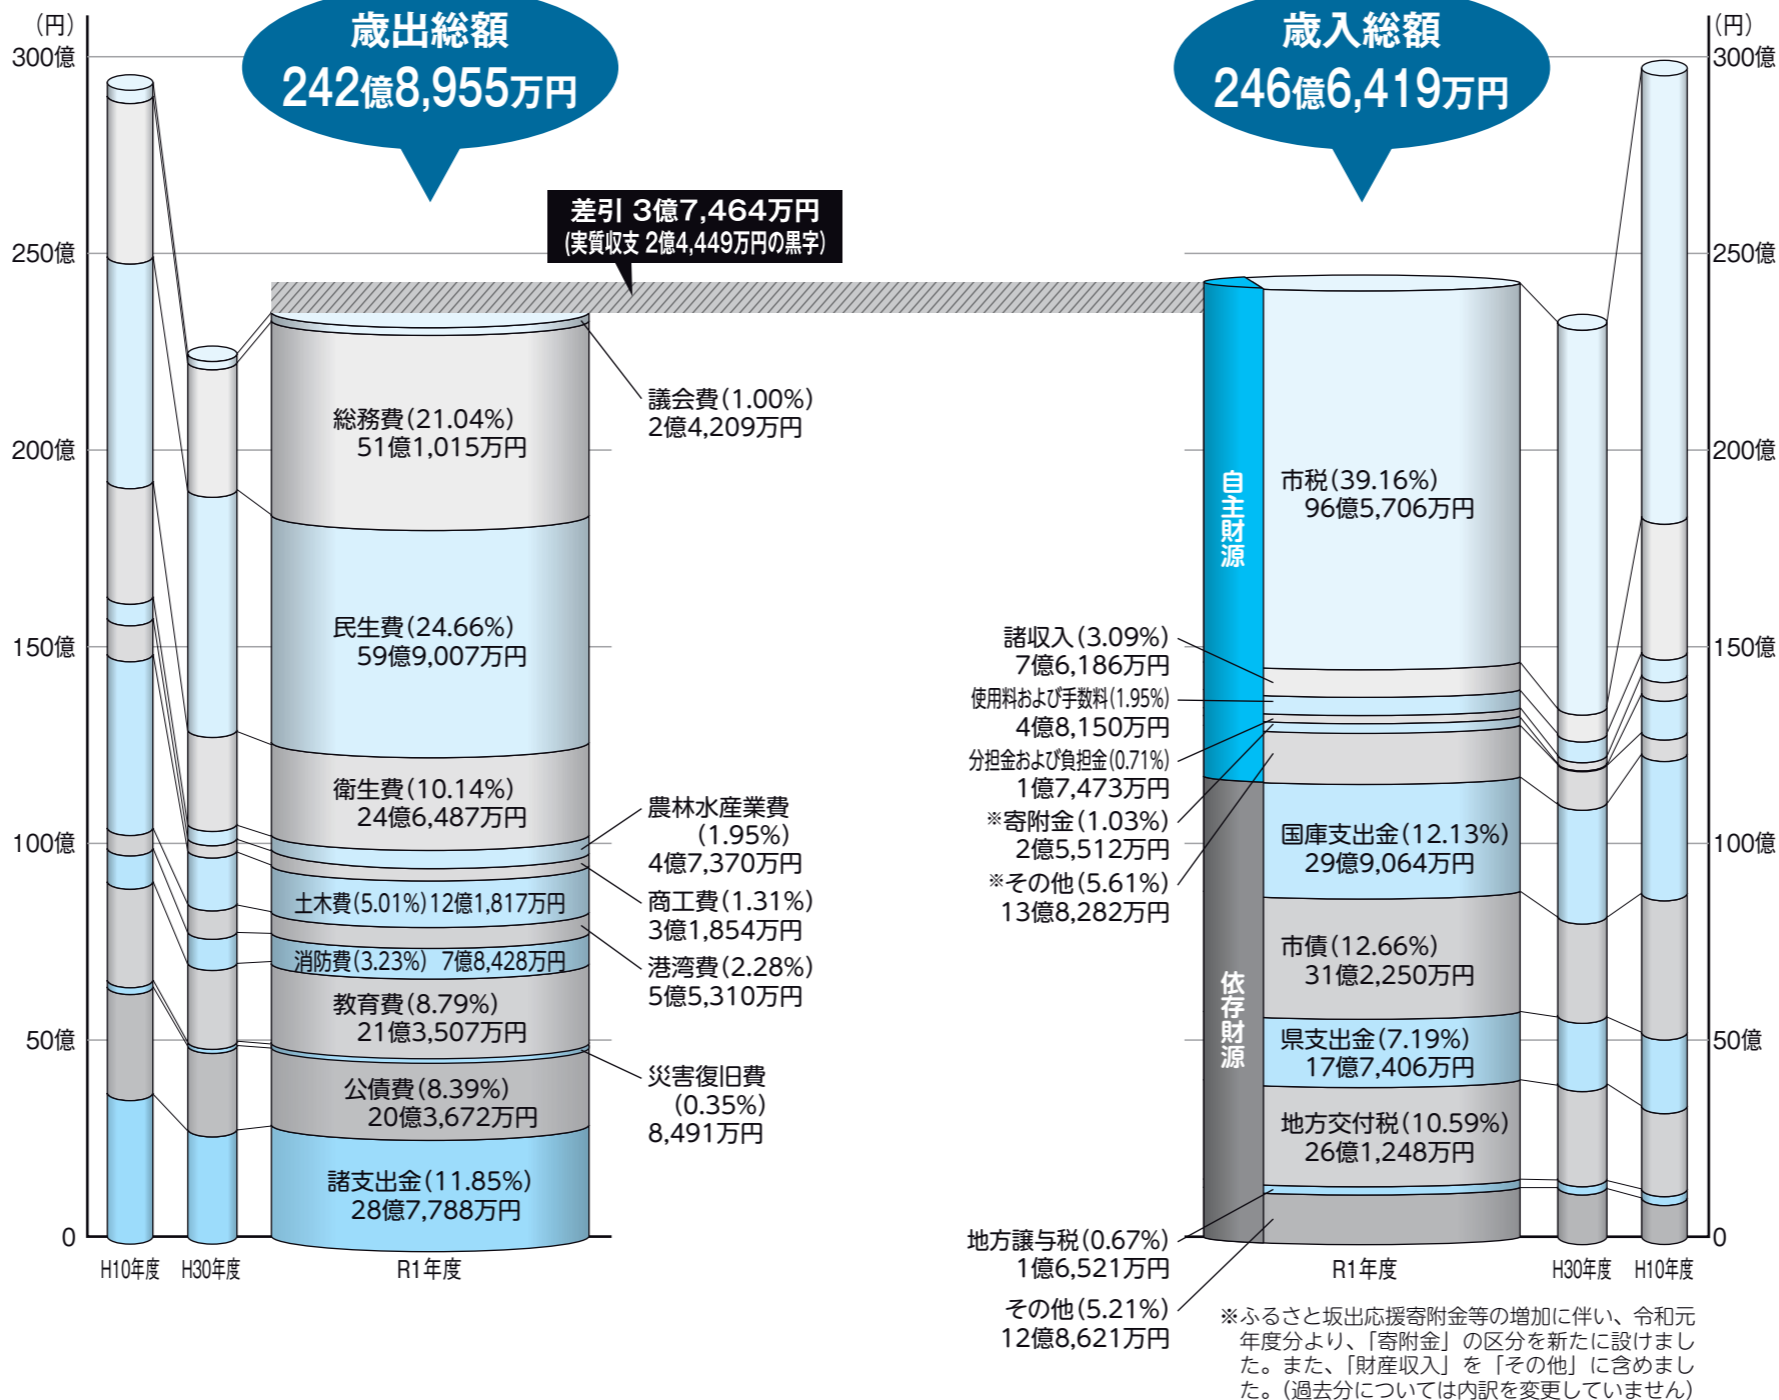 歳出総額
242億8,955万円
歳入総額
246億6,419万円
差引 3億7,464万円
(実質収支 2億4,449万円の黒字)
(円)
300億
250億
200億
150億
100億
50億
0
H10年度
H30年度
R1年度
議会費(1.00%)
2億4,209万円
総務費(21.04%)
51億1,015万円
民生費(24.66%)
59億9,007万円
衛生費(10.14%)
24億6,487万円
農林水産業費
(1.95%)
4億7,370万円
商工費(1.31%)
3億1,854万円
土木費(5.01%)12億1,817万円
港湾費(2.28%)
5億5,310万円
消防費(3.23%) 7億8,428万円
教育費(8.79%)
21億3,507万円
災害復旧費
(0.35%)
8,491万円
公債費(8.39%)
20億3,672万円
諸支出金(11.85%)
28億7,788万円
(円)
300億
250億
200億
150億
100億
50億
0
自主財源
依存財源
市税(39.16%)
96億5,706万円
諸収入(3.09%)
7億6,186万円
使用料および手数料(1.95%)
4億8,150万円
分担金および負担金(0.71%)
1億7,473万円
※寄附金(1.03%)
2億5,512万円
※その他(5.61%)
13億8,282万円
国庫支出金(12.13%)
29億9,064万円
市債(12.66%)
31億2,250万円
県支出金(7.19%)
17億7,406万円
地方交付税(10.59%)
26億1,248万円
地方譲与税(0.67%)
1億6,521万円
その他(5.21%)
12億8,621万円
R1年度
H30年度
H10年度
※ふるさと坂出応援寄附金等の増加に伴い、令和元
年度分より、「寄附金」の区分を新たに設けまし
た。また、「財産収入」を「その他」に含めまし
た。(過去分については内訳を変更していません)